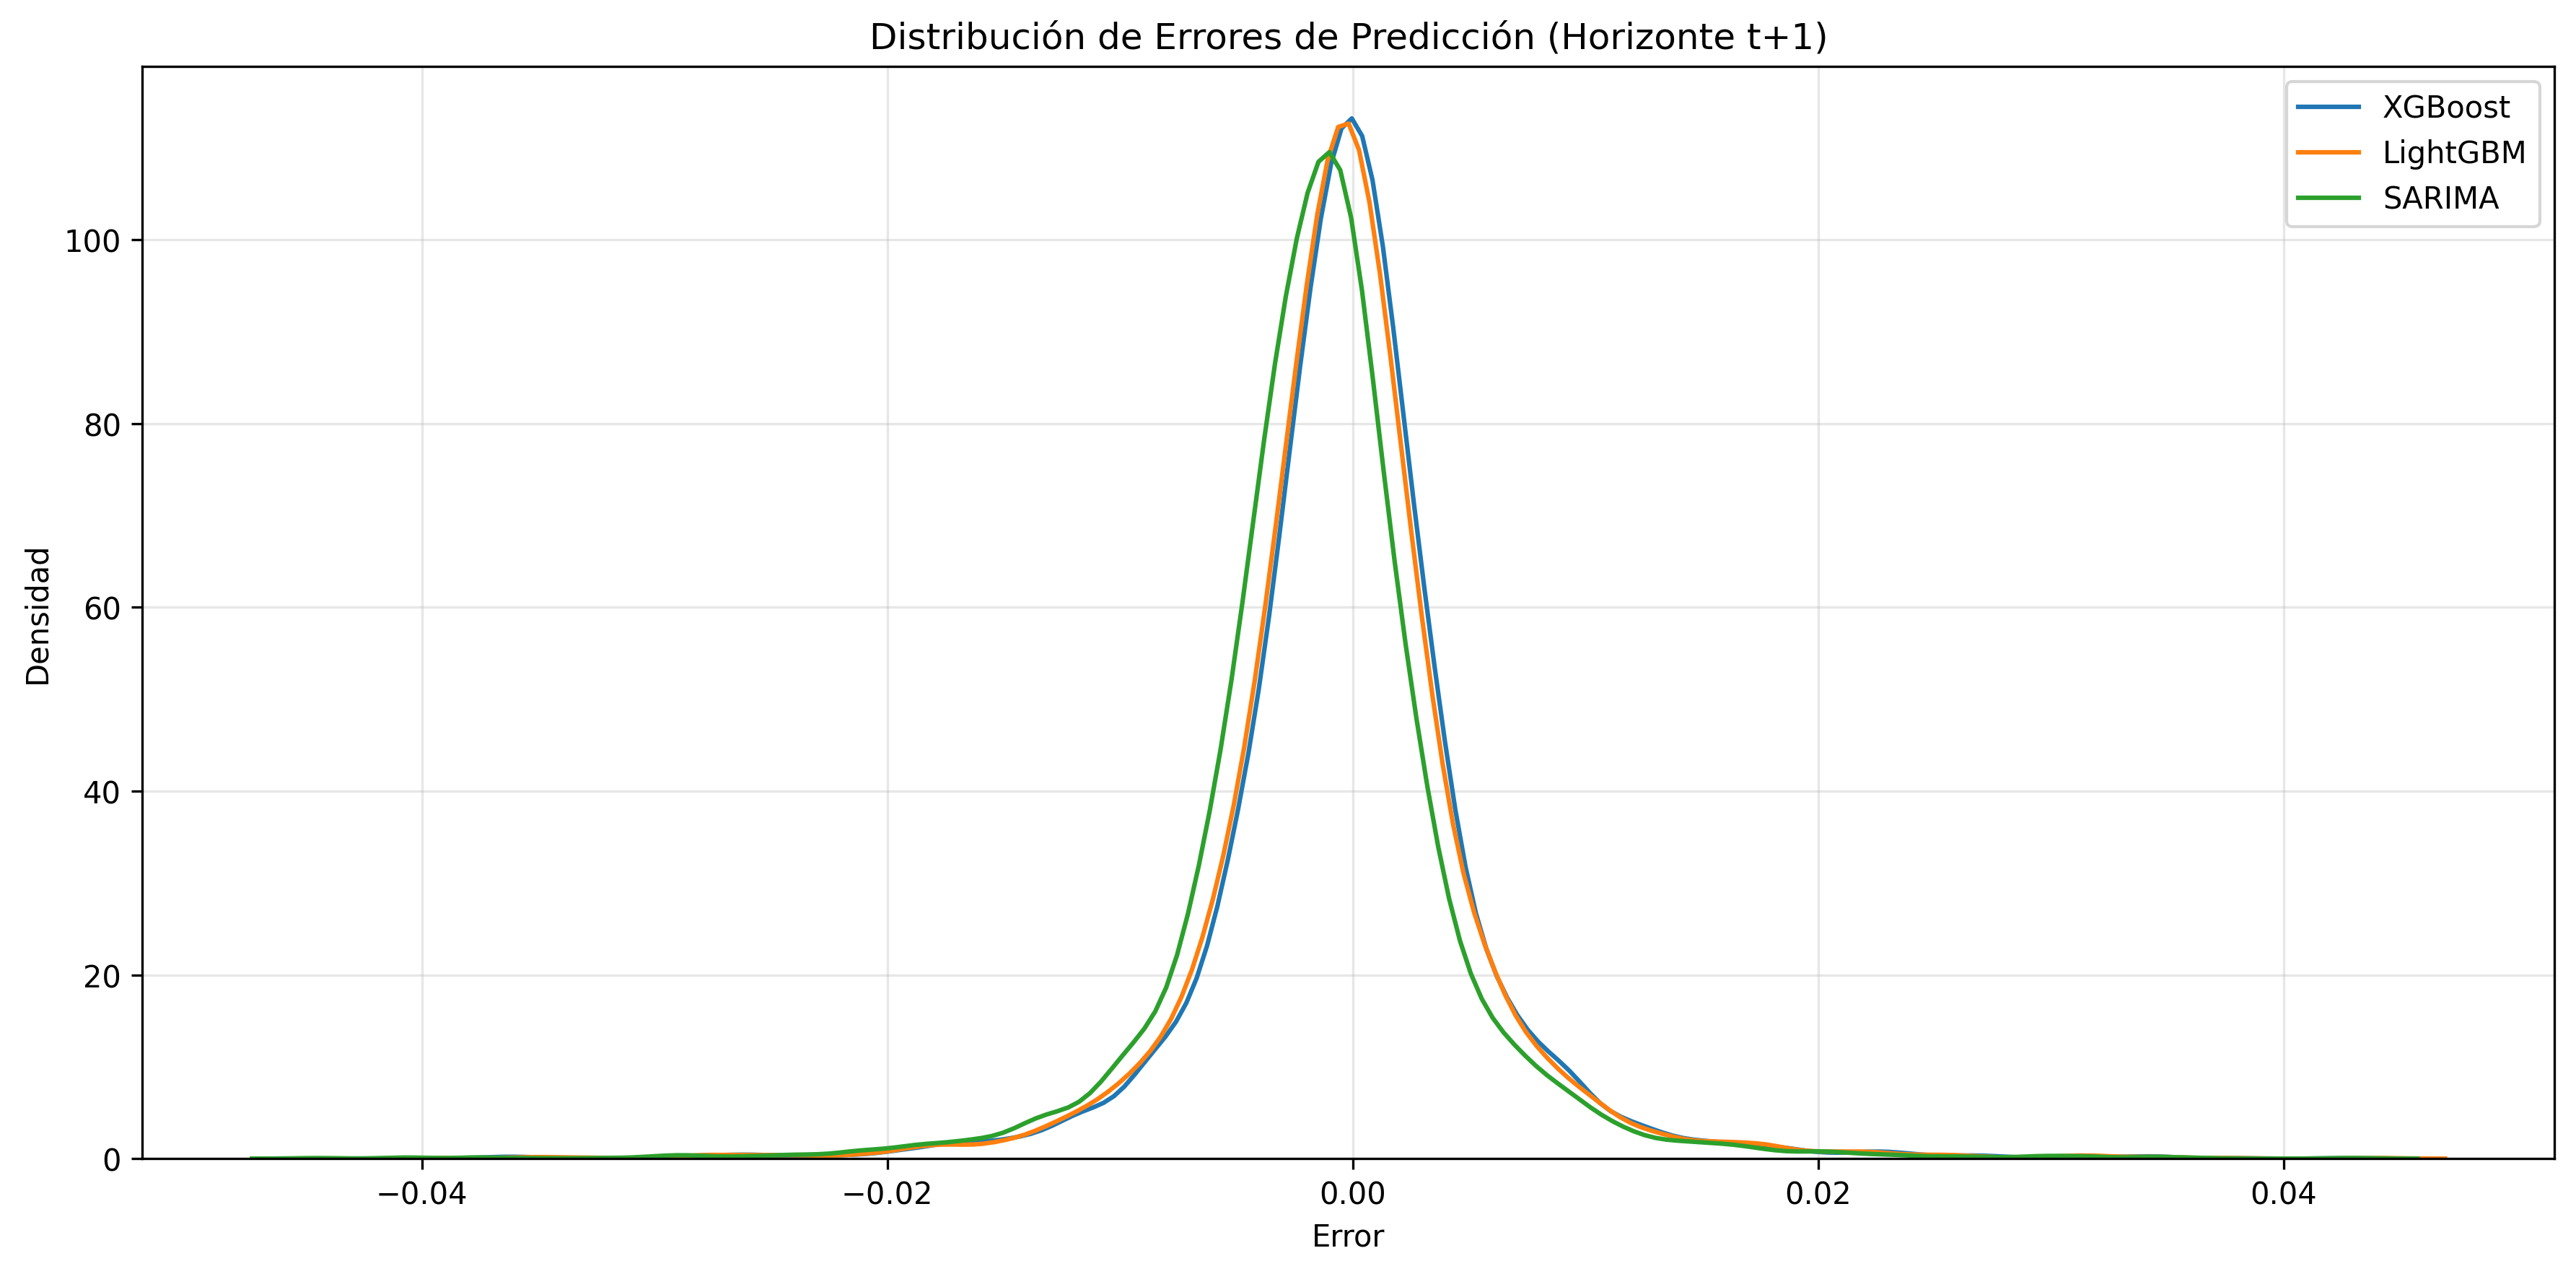 Distribución de Errores de Predicción (Horizonte t+1)
XGBoost
LightGBM
SARIMA
Densidad
100
80
60
40
20
0
−0.04
−0.02
0.00
0.02
0.04
Error